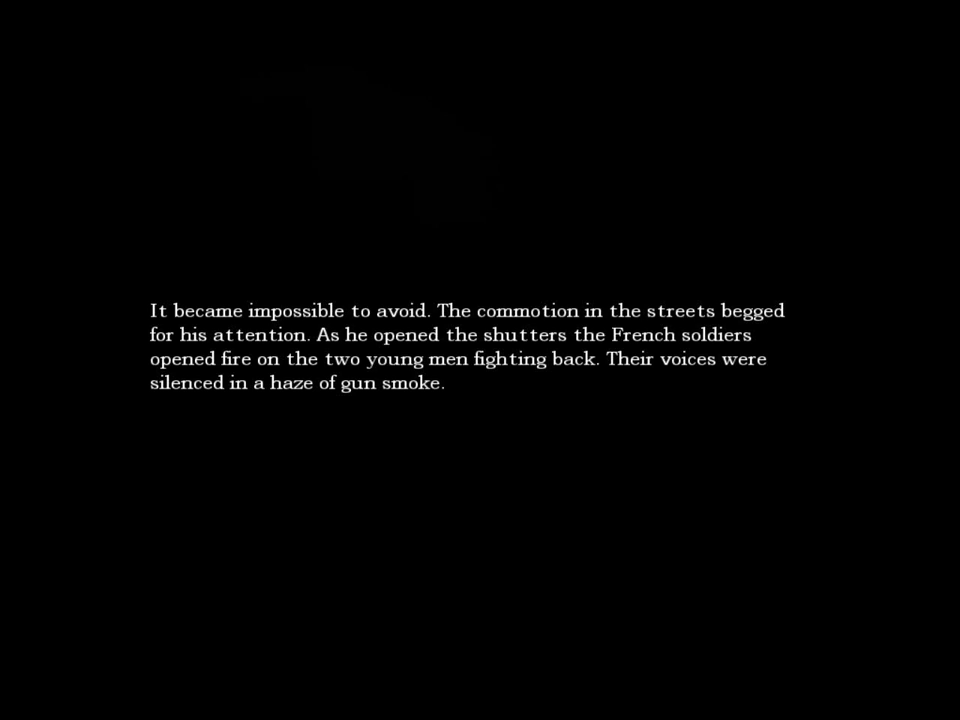 It became impossible to avoid. The commotion in the streets begged
for his attention. As he opened the shutters the French soldiers
opened fire on the two young men fighting back. Their voices were
silenced in a haze of gun smoke.